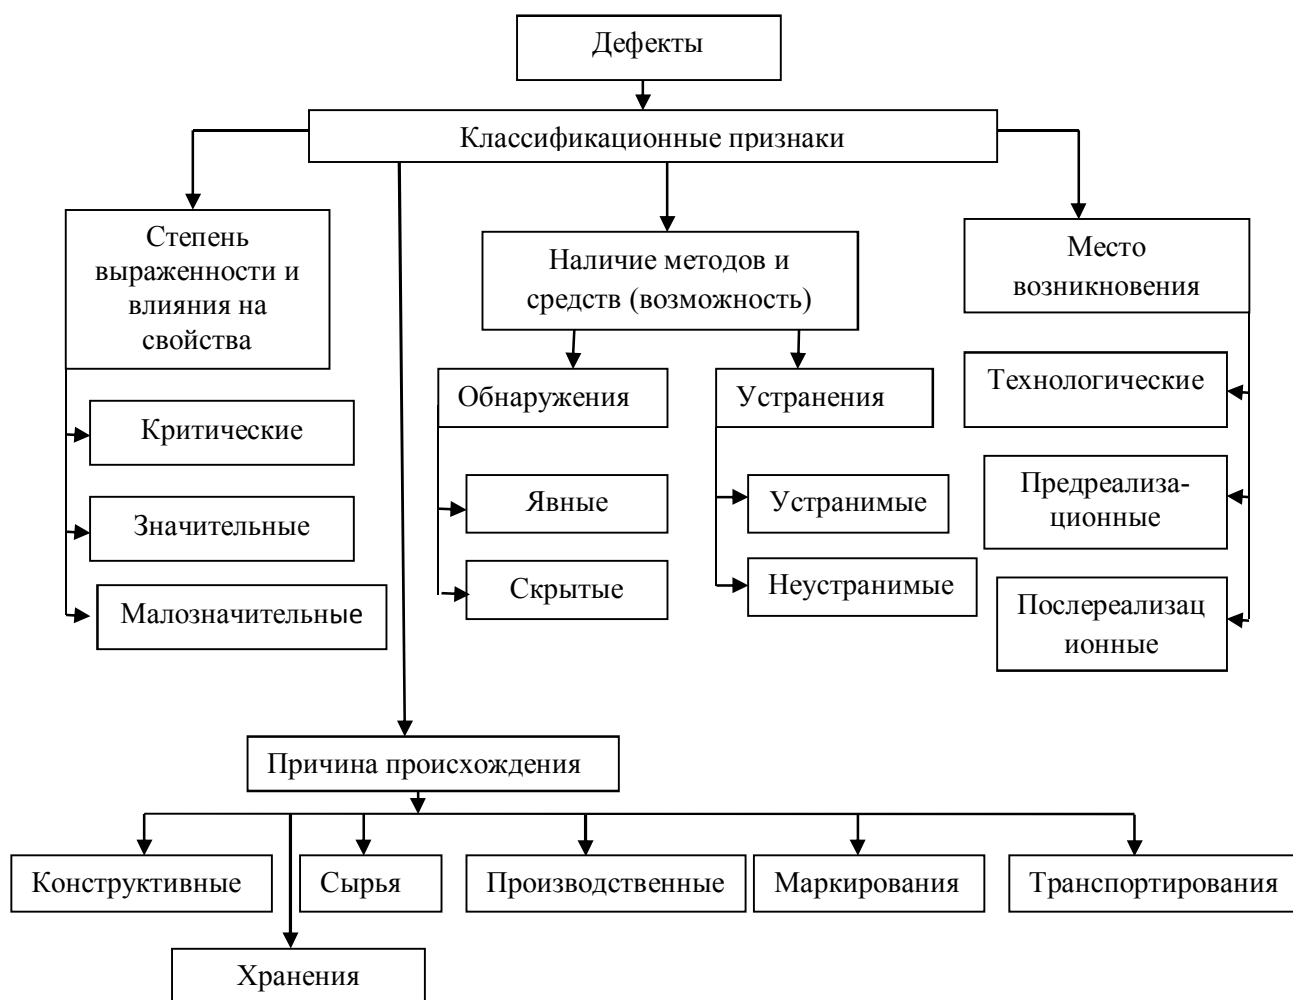 Дефекты
Классификационные признаки
Степень
выраженности и
влияния на
свойства
Критические
Значительные
Малозначительные
Наличие методов и
средств (возможность)
Обнаружения
Явные
Скрытые
Устранения
Устранимые
Неустранимые
Место
возникновения
Технологические
Предреализа-
ционные
Послереализац
ионные
Причина происхождения
Конструктивные
Сырья
Производственные
Маркирования
Транспортирования
Хранения